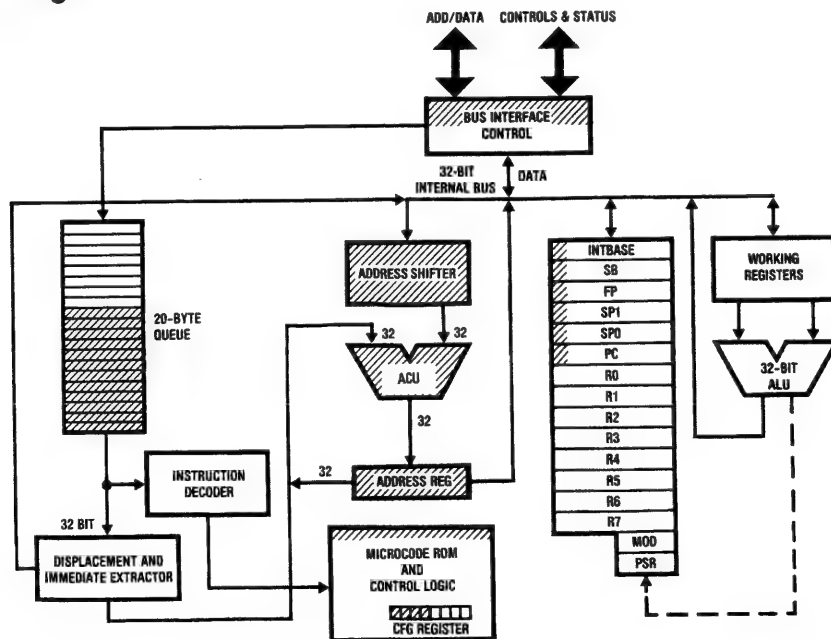 ADD/DATA
CONTROLS & STATUS
BUS INTERFACE
CONTROL
32-BIT
INTERNAL BUS
DATA
20-BYTE
QUEUE
ADDRESS SHIFTER
32
32
ACU
32
32
ADDRESS REG
INSTRUCTION
DECODER
32 BIT
DISPLACEMENT AND
IMMEDIATE EXTRACTOR
MICROCODE ROM
AND
CONTROL LOGIC
CFG REGISTER
INTBASE
SB
FP
SP1
SP0
PC
R0
R1
R2
R3
R4
R5
R6
R7
MOD
PSR
WORKING
REGISTERS
32-BIT
ALU